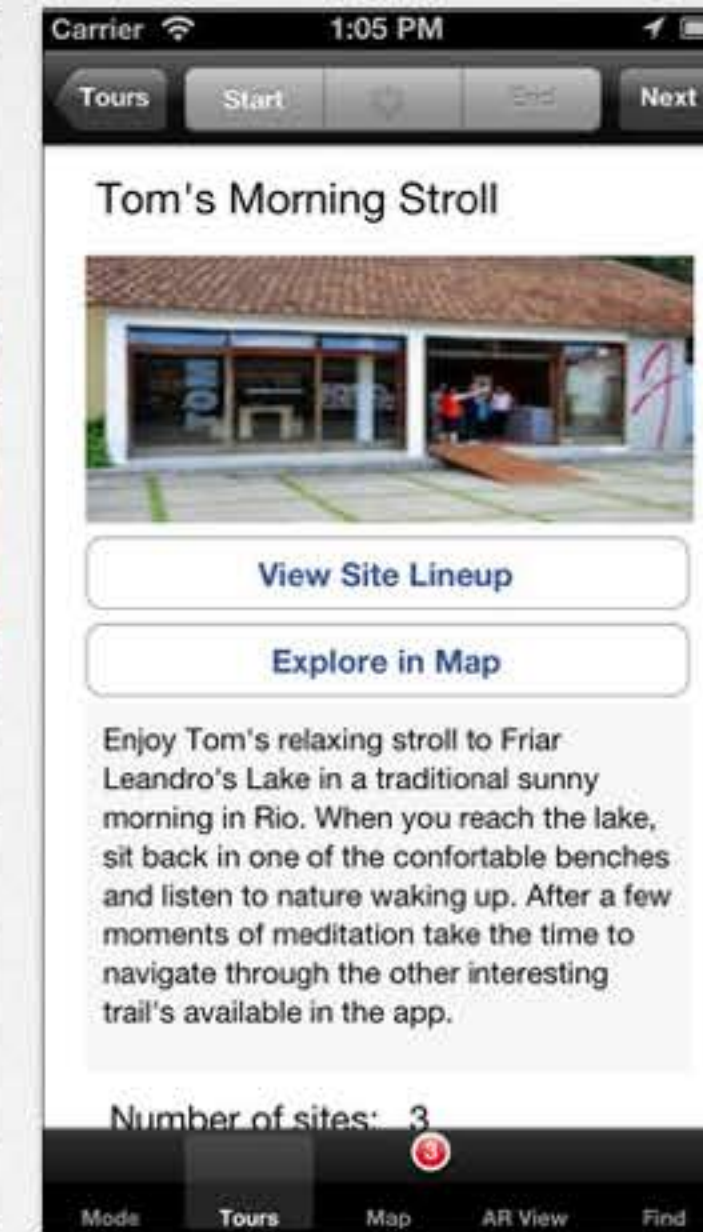 Carrier 1:05 PM
Tours Start End Next
Tom's Morning Stroll
View Site Lineup
Explore in Map
Enjoy Tom's relaxing stroll to Friar
Leandro's Lake in a traditional sunny
morning in Rio. When you reach the lake,
sit back in one of the confortable benches
and listen to nature waking up. After a few
moments of meditation take the time to
navigate through the other interesting
trail's available in the app.
Number of sites: 3
3
Mode Tours Map AR View Find